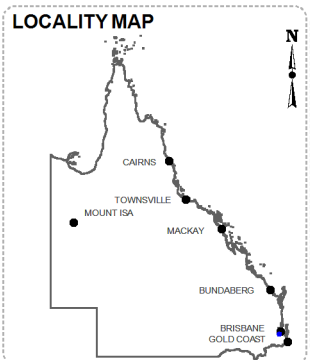 LOCALITY MAP
N
CAIRNS
TOWNSVILLE
MOUNT ISA
MACKAY
BUNDABERG
BRISBANE
GOLD COAST